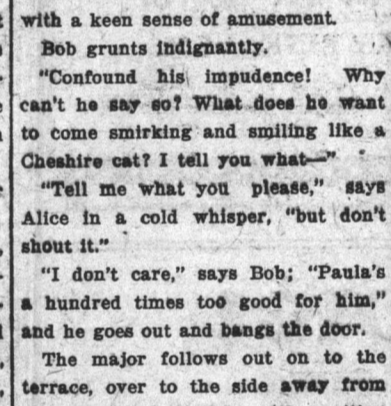 with a keen sense of amusement.
Bob grunts indignantly.
"Confound his impudence! Why
can't he say so? What does he want
to come smirking and smiling like a
Cheshire cat? I tell you what—"
"Tell me what you please," says
Alice in a cold whisper, "but don't
shout it."
"I don't care," says Bob; "Paula's
a hundred times too good for him,"
and he goes out and bangs the door.
The major follows out on to the
terrace, over to the side away from